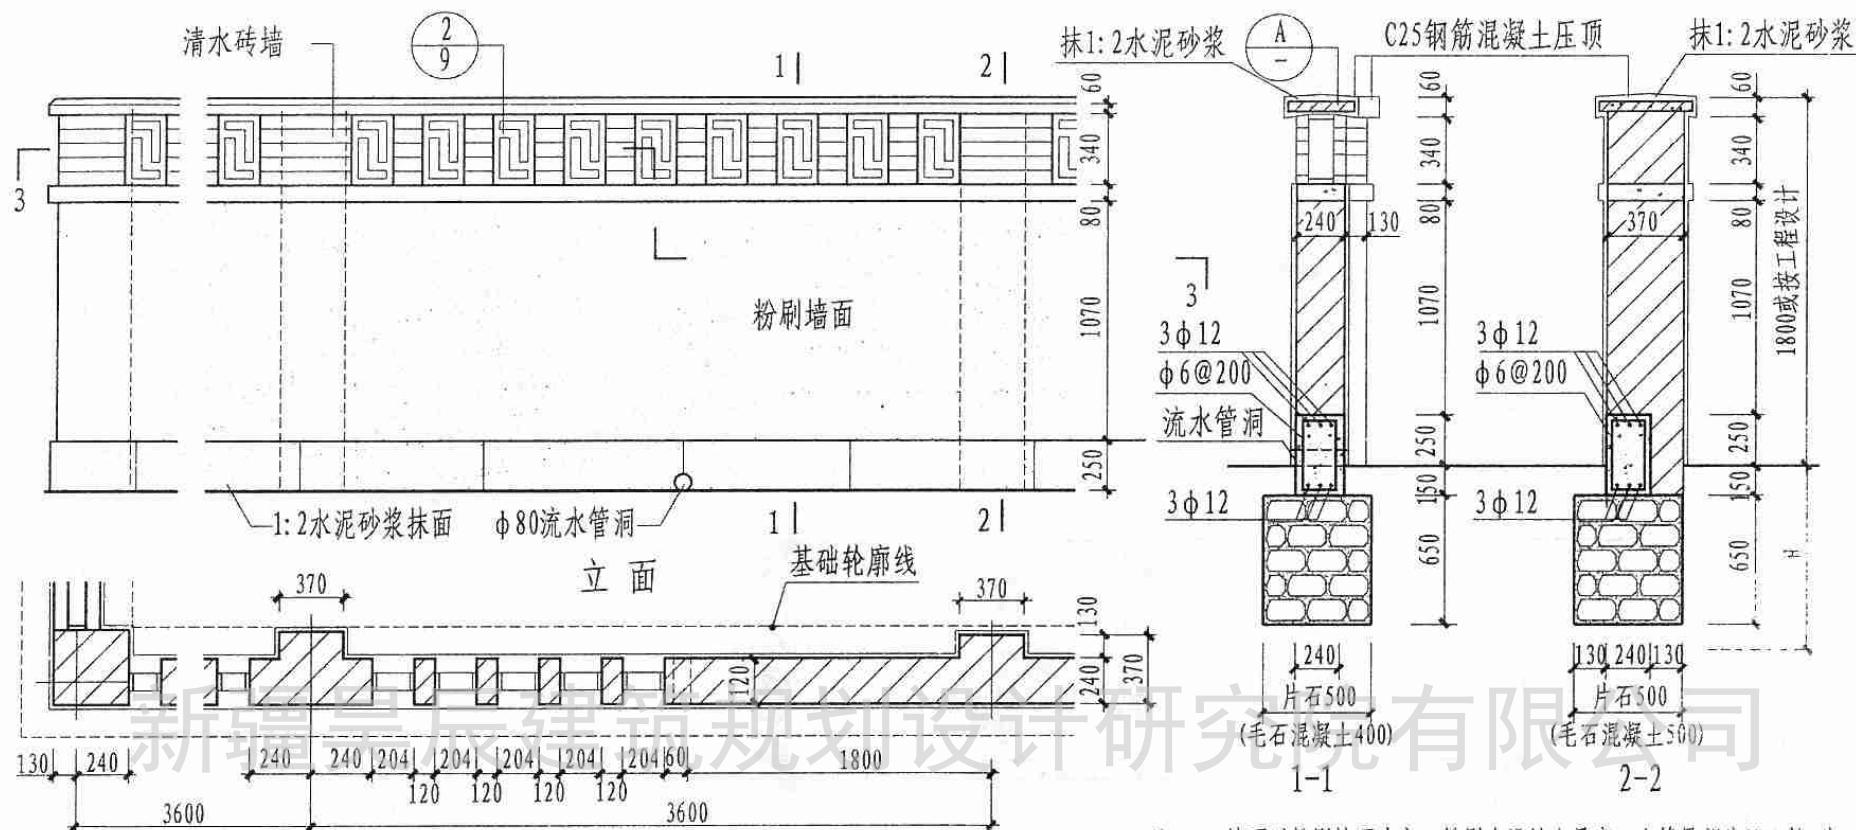 清水砖墙
2
9
1
2
60
340
80
1070
250
3
3
粉刷墙面
1:2水泥砂浆抹面
φ80流水管洞
1
2
立面
基础轮廓线
370
370
130
240
370
120
130
240
240
240
204
204
204
204
204
60
1800
120
120
120
120
3600
3600
抹1:2水泥砂浆
A
-
C25钢筋混凝土压顶
抹1:2水泥砂浆
60
340
80
1070
250
150
650
240
130
3φ12
φ6@200
流水管洞
3φ12
240
片石500
(毛石混凝土400)
1-1
60
340
80
1070
250
150
650
370
1800或按工程设计
H
3φ12
φ6@200
3φ12
130 240 130
片石500
(毛石混凝土500)
2-2
新疆昊辰建筑规划设计研究院有限公司